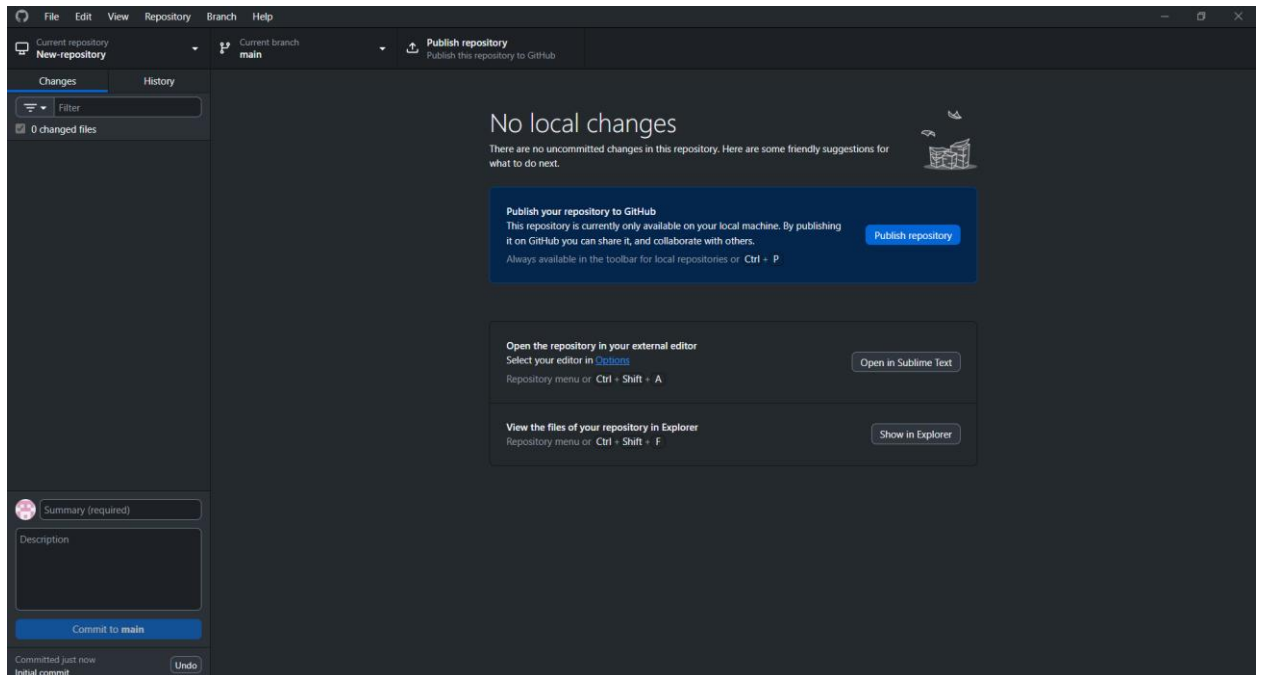 File Edit View Repository Branch Help
Current repository
New-repository
Current branch
main
Publish repository
Publish this repository to GitHub
Changes History
Filter
0 changed files
No local changes
There are no uncommitted changes in this repository. Here are some friendly suggestions for
what to do next.
Publish your repository to GitHub
This repository is currently only available on your local machine. By publishing
it on GitHub you can share it, and collaborate with others.
Always available in the toolbar for local repositories or Ctrl + P
Publish repository
Open the repository in your external editor
Select your editor in Options
Repository menu or Ctrl + Shift + A
Open in Sublime Text
View the files of your repository in Explorer
Repository menu or Ctrl + Shift + F
Show in Explorer
Summary (required)
Description
Commit to main
Committed just now
Initial commit
Undo